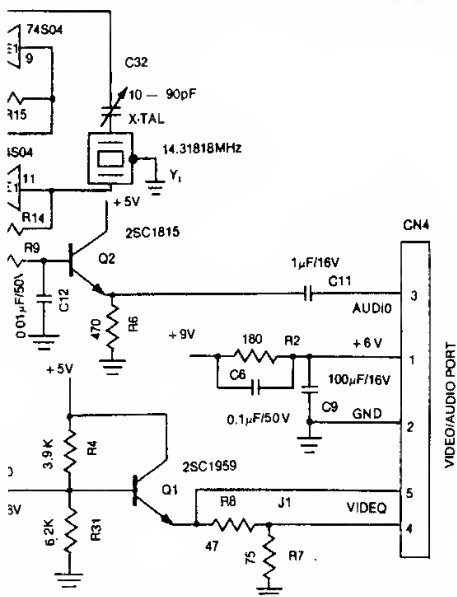 74S04
9
R15
C32
10 — 90pF
X-TAL
14.31818MHz
Y1
4S04
11
R14
+5V
2SC1815
R9
Q2
0.01µF/50V
C12
470
R6
1µF/16V
C11
AUDIO
CN4
3
+9V
180
R2
+6V
1
C6
100µF/16V
0.1µF/50V
C9
GND
2
VIDEO/AUDIO PORT
+5V
3.9K
R4
2SC1959
Q1
8V
6.2K
R31
R8
J1
VIDEO
5
4
47
75
R7